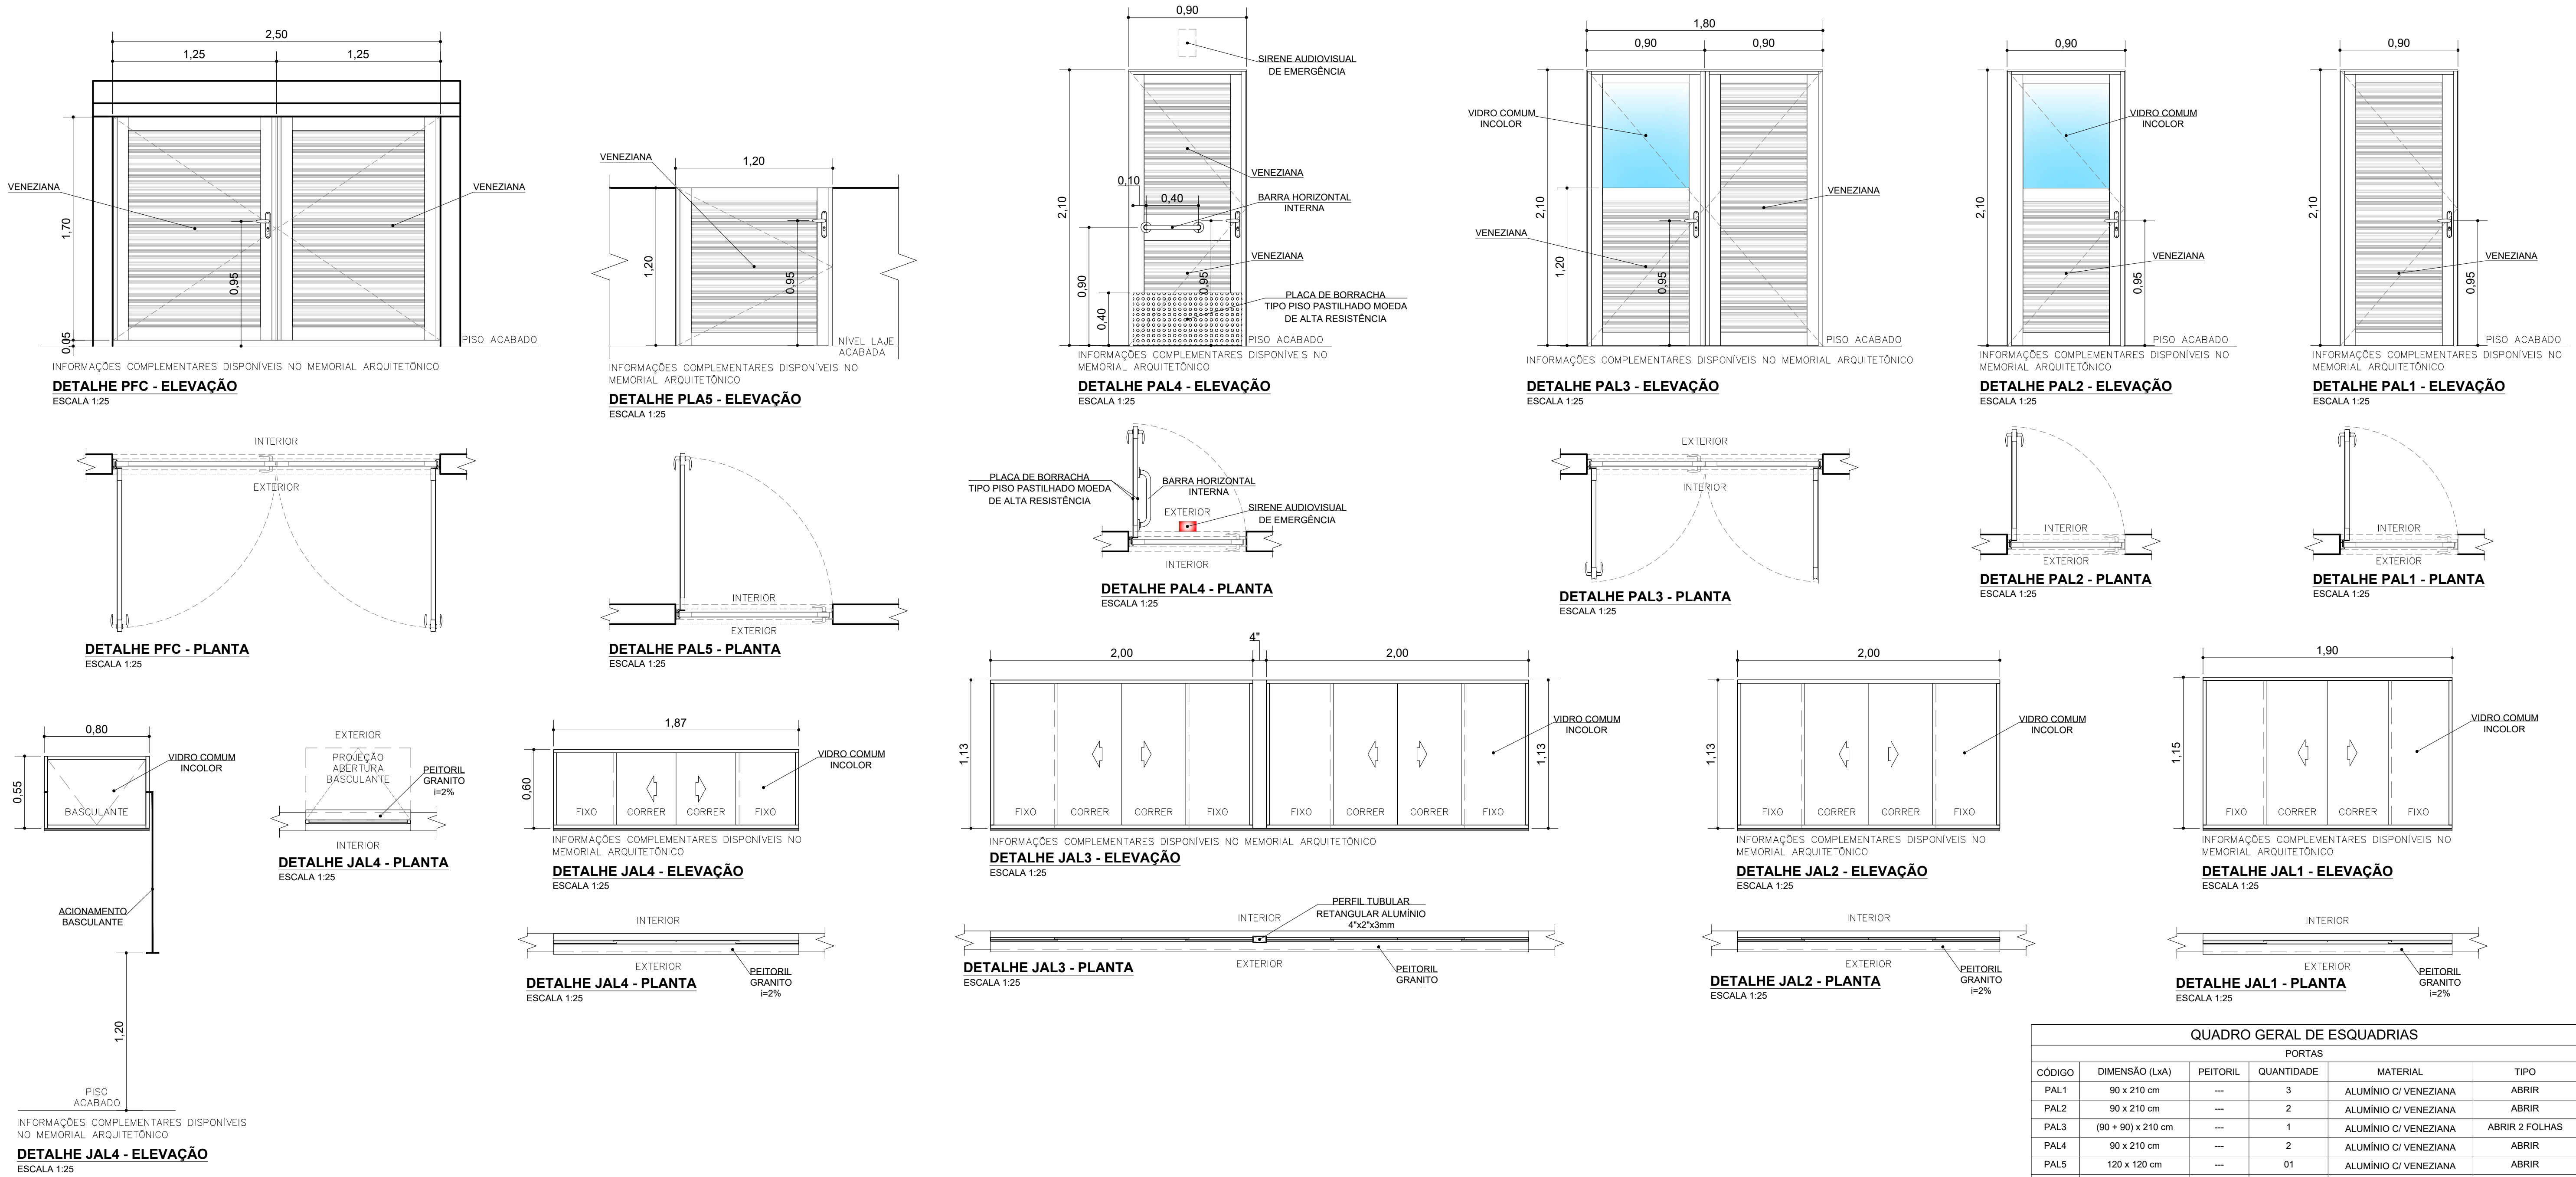 2,50
1,25
1,25
VENEZIANA
VENEZIANA
1,70
0,95
0,05
PISO ACABADO
INFORMAÇÕES COMPLEMENTARES DISPONÍVEIS NO MEMORIAL ARQUITETÔNICO
DETALHE PFC - ELEVAÇÃO
ESCALA 1:25
VENEZIANA
1,20
1,20
0,95
NÍVEL LAJE
ACABADA
INFORMAÇÕES COMPLEMENTARES DISPONÍVEIS NO
MEMORIAL ARQUITETÔNICO
DETALHE PLA5 - ELEVAÇÃO
ESCALA 1:25
0,90
SIRENE AUDIOVISUAL
DE EMERGÊNCIA
2,10
0,10
0,40
VENEZIANA
BARRA HORIZONTAL
INTERNA
VENEZIANA
0,90
0,95
0,40
PLACA DE BORRACHA
TIPO PISO PASTILHADO MOEDA
DE ALTA RESISTÊNCIA
PISO ACABADO
INFORMAÇÕES COMPLEMENTARES DISPONÍVEIS NO
MEMORIAL ARQUITETÔNICO
DETALHE PAL4 - ELEVAÇÃO
ESCALA 1:25
1,80
0,90
0,90
VIDRO COMUM
INCOLOR
2,10
VENEZIANA
VENEZIANA
1,20
0,95
PISO ACABADO
INFORMAÇÕES COMPLEMENTARES DISPONÍVEIS NO MEMORIAL ARQUITETÔNICO
DETALHE PAL3 - ELEVAÇÃO
ESCALA 1:25
0,90
VIDRO COMUM
INCOLOR
2,10
VENEZIANA
0,95
PISO ACABADO
INFORMAÇÕES COMPLEMENTARES DISPONÍVEIS NO
MEMORIAL ARQUITETÔNICO
DETALHE PAL2 - ELEVAÇÃO
ESCALA 1:25
0,90
2,10
VENEZIANA
0,95
PISO ACABADO
INFORMAÇÕES COMPLEMENTARES DISPONÍVEIS NO
MEMORIAL ARQUITETÔNICO
DETALHE PAL1 - ELEVAÇÃO
ESCALA 1:25
INTERIOR
EXTERIOR
DETALHE PFC - PLANTA
ESCALA 1:25
INTERIOR
EXTERIOR
DETALHE PAL5 - PLANTA
ESCALA 1:25
PLACA DE BORRACHA
TIPO PISO PASTILHADO MOEDA
DE ALTA RESISTÊNCIA
BARRA HORIZONTAL
INTERNA
EXTERIOR
SIRENE AUDIOVISUAL
DE EMERGÊNCIA
INTERIOR
DETALHE PAL4 - PLANTA
ESCALA 1:25
EXTERIOR
INTERIOR
DETALHE PAL3 - PLANTA
ESCALA 1:25
INTERIOR
EXTERIOR
DETALHE PAL2 - PLANTA
ESCALA 1:25
INTERIOR
EXTERIOR
DETALHE PAL1 - PLANTA
ESCALA 1:25
0,80
0,55
VIDRO COMUM
INCOLOR
BASCULANTE
ACIONAMENTO
BASCULANTE
1,20
PISO
ACABADO
INFORMAÇÕES COMPLEMENTARES DISPONÍVEIS
NO MEMORIAL ARQUITETÔNICO
DETALHE JAL4 - ELEVAÇÃO
ESCALA 1:25
EXTERIOR
PROJEÇÃO
ABERTURA
BASCULANTE
PEITORIL
GRANITO
i=2%
INTERIOR
DETALHE JAL4 - PLANTA
ESCALA 1:25
1,87
0,60
VIDRO COMUM
INCOLOR
FIXO CORRER CORRER FIXO
INFORMAÇÕES COMPLEMENTARES DISPONÍVEIS NO
MEMORIAL ARQUITETÔNICO
DETALHE JAL4 - ELEVAÇÃO
ESCALA 1:25
INTERIOR
EXTERIOR
PEITORIL
GRANITO
i=2%
DETALHE JAL4 - PLANTA
ESCALA 1:25
4"
2,00
2,00
1,13
1,13
VIDRO COMUM
INCOLOR
FIXO CORRER CORRER FIXO FIXO CORRER CORRER FIXO
INFORMAÇÕES COMPLEMENTARES DISPONÍVEIS NO MEMORIAL ARQUITETÔNICO
DETALHE JAL3 - ELEVAÇÃO
ESCALA 1:25
INTERIOR
PERFIL TUBULAR
RETANGULAR ALUMÍNIO
4"x2"x3mm
EXTERIOR
PEITORIL
GRANITO
DETALHE JAL3 - PLANTA
ESCALA 1:25
2,00
1,13
VIDRO COMUM
INCOLOR
FIXO CORRER CORRER FIXO
INFORMAÇÕES COMPLEMENTARES DISPONÍVEIS NO
MEMORIAL ARQUITETÔNICO
DETALHE JAL2 - ELEVAÇÃO
ESCALA 1:25
INTERIOR
EXTERIOR
PEITORIL
GRANITO
i=2%
DETALHE JAL2 - PLANTA
ESCALA 1:25
1,90
1,15
VIDRO COMUM
INCOLOR
FIXO CORRER CORRER FIXO
INFORMAÇÕES COMPLEMENTARES DISPONÍVEIS NO
MEMORIAL ARQUITETÔNICO
DETALHE JAL1 - ELEVAÇÃO
ESCALA 1:25
INTERIOR
EXTERIOR
PEITORIL
GRANITO
i=2%
DETALHE JAL1 - PLANTA
ESCALA 1:25
QUADRO GERAL DE ESQUADRIAS
PORTAS
CÓDIGO DIMENSÃO (LxA) PEITORIL QUANTIDADE MATERIAL TIPO
PAL1 90 x 210 cm --- 3 ALUMÍNIO C/ VENEZIANA ABRIR
PAL2 90 x 210 cm --- 2 ALUMÍNIO C/ VENEZIANA ABRIR
PAL3 (90 + 90) x 210 cm --- 1 ALUMÍNIO C/ VENEZIANA ABRIR 2 FOLHAS
PAL4 90 x 210 cm --- 2 ALUMÍNIO C/ VENEZIANA ABRIR
PAL5 120 x 120 cm --- 01 ALUMÍNIO C/ VENEZIANA ABRIR